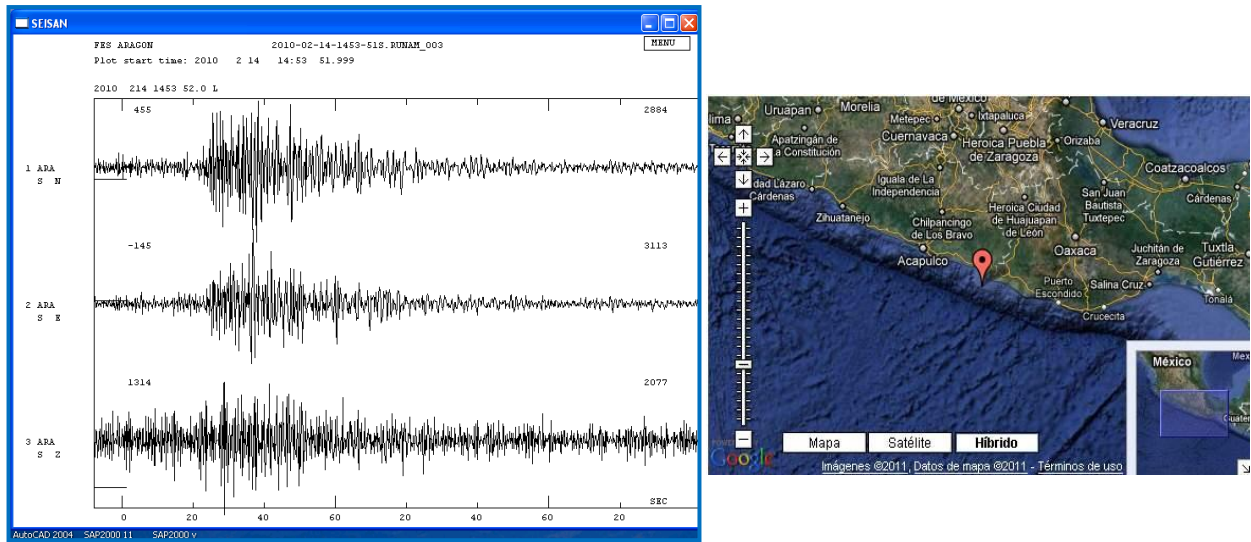 SEISAN
FES ARAGON 2010-02-14-1453-51S.RUNAM_003 MENU
Plot start time: 2010 2 14 14:53 51.999
2010 214 1453 52.0 L
455 2884
1 ARA
S N
-145 3113
2 ARA
S E
1314 2077
3 ARA
S Z
SEC
0 20 40 60 20 40 60 20
AutoCAD 2004 SAP2000 11 SAP2000 v
Uruapan
Morelia
de México
Metepec
Ixtapaluca
Veracruz
Apatzingán de
a Constitución
Cuernavaca
Heroica Puebla
de Zaragoza
Orizaba
Coatzacoalcos
dad Lázaro
Cárdenas
Iguala de La
Independencia
San Juan
Bautista
Tuxtepec
Cárdenas
Zihuatanejo
Chilpancingo
de Los Bravo
Heroica Ciudad
de Huajuapan
de León
Acapulco
Oaxaca
Juchitán de
Zaragoza
Tuxtla
Gutiérrez
Puerto
Escondido
Salina Cruz
Tonalá
Crucecita
México
Mex
Mapa Satélite Híbrido
Google
Imágenes ©2011, Datos de mapa ©2011 - Términos de uso